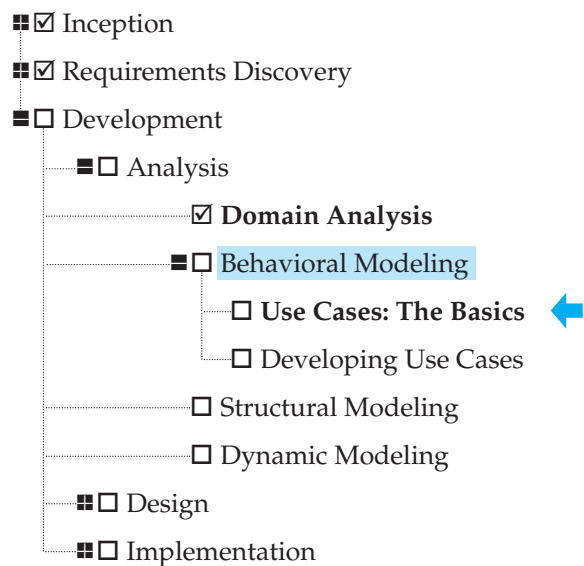 Inception
Requirements Discovery
Development
Analysis
Domain Analysis
Behavioral Modeling
Use Cases: The Basics
Developing Use Cases
Structural Modeling
Dynamic Modeling
Design
Implementation